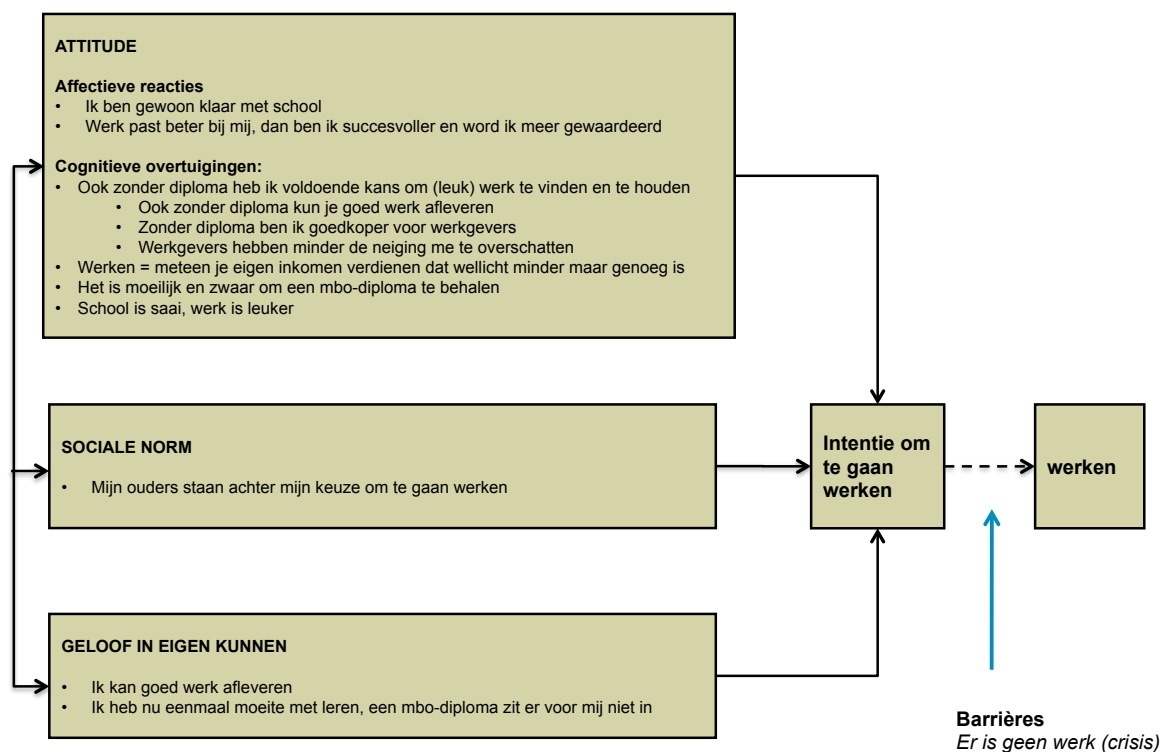 ATTITUDE
Affectieve reacties
• Ik ben gewoon klaar met school
• Werk past beter bij mij, dan ben ik succesvoller en word ik meer gewaardeerd
Cognitieve overtuigingen:
• Ook zonder diploma heb ik voldoende kans om (leuk) werk te vinden en te houden
• Ook zonder diploma kun je goed werk afleveren
• Zonder diploma ben ik goedkoper voor werkgevers
• Werkgevers hebben minder de neiging me te overschatten
• Werken = meteen je eigen inkomen verdienen dat wellicht minder maar genoeg is
• Het is moeilijk en zwaar om een mbo-diploma te behalen
• School is saai, werk is leuker
SOCIALE NORM
• Mijn ouders staan achter mijn keuze om te gaan werken
Intentie om
te gaan
werken
werken
GELOOF IN EIGEN KUNNEN
• Ik kan goed werk afleveren
• Ik heb nu eenmaal moeite met leren, een mbo-diploma zit er voor mij niet in
Barrières
Er is geen werk (crisis)